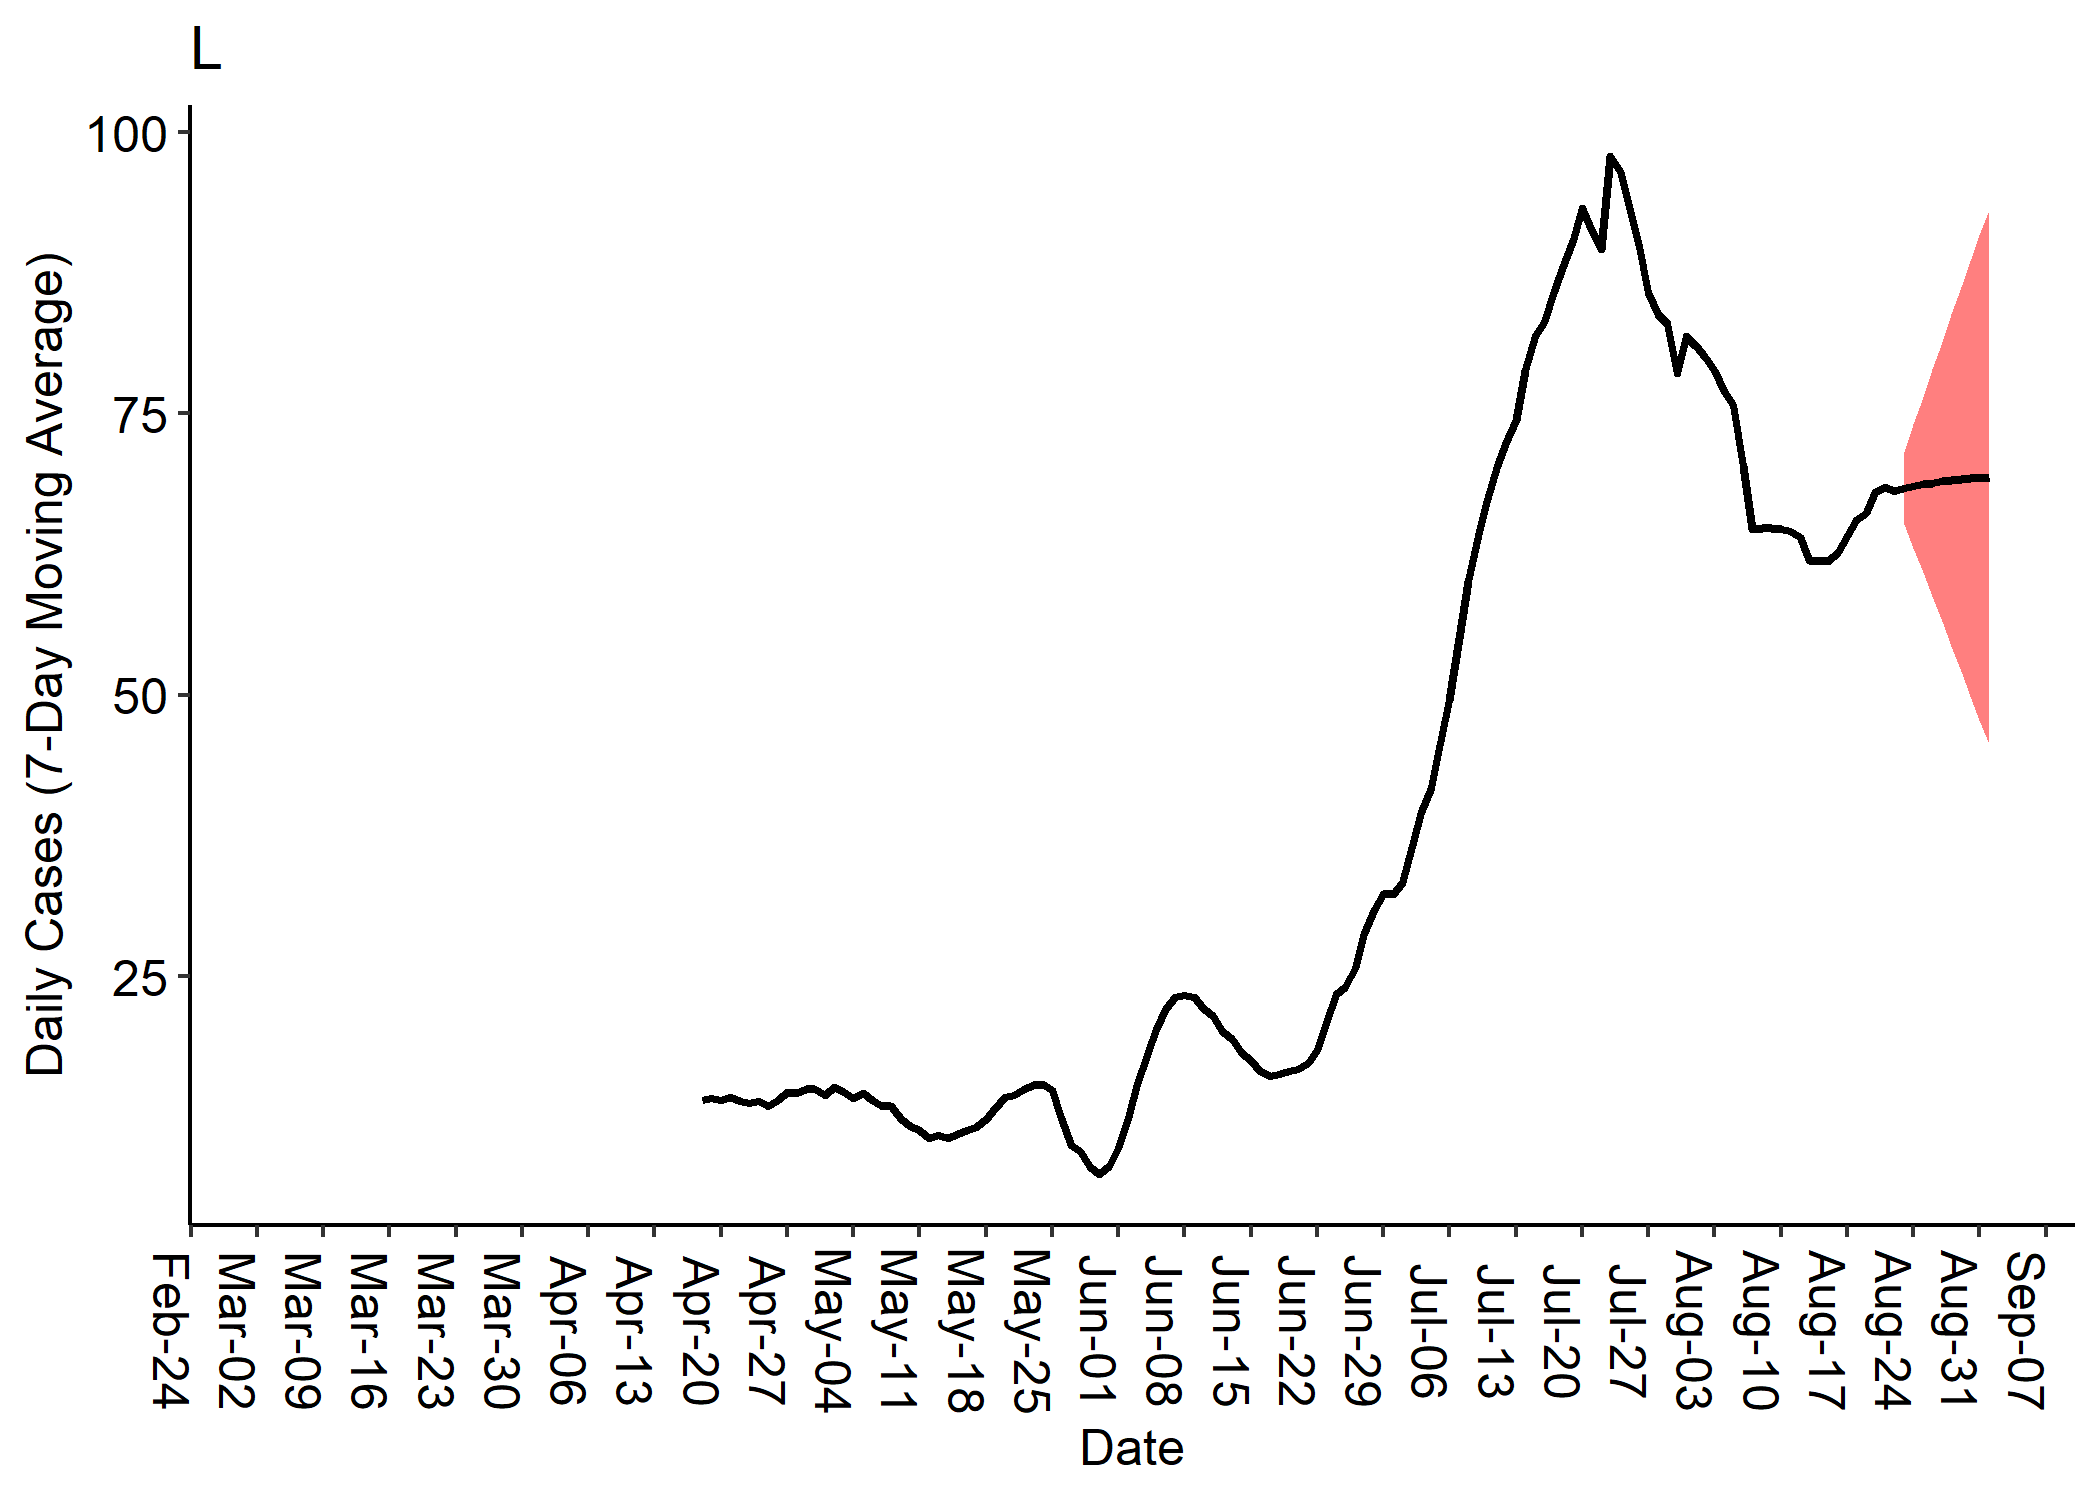 L
Daily Cases (7-Day Moving Average)
100
75
50
25
Feb-24
Mar-02
Mar-09
Mar-16
Mar-23
Mar-30
Apr-06
Apr-13
Apr-20
Apr-27
May-04
May-11
May-18
May-25
Jun-01
Jun-08
Jun-15
Jun-22
Jun-29
Jul-06
Jul-13
Jul-20
Jul-27
Aug-03
Aug-10
Aug-17
Aug-24
Aug-31
Sep-07
Date